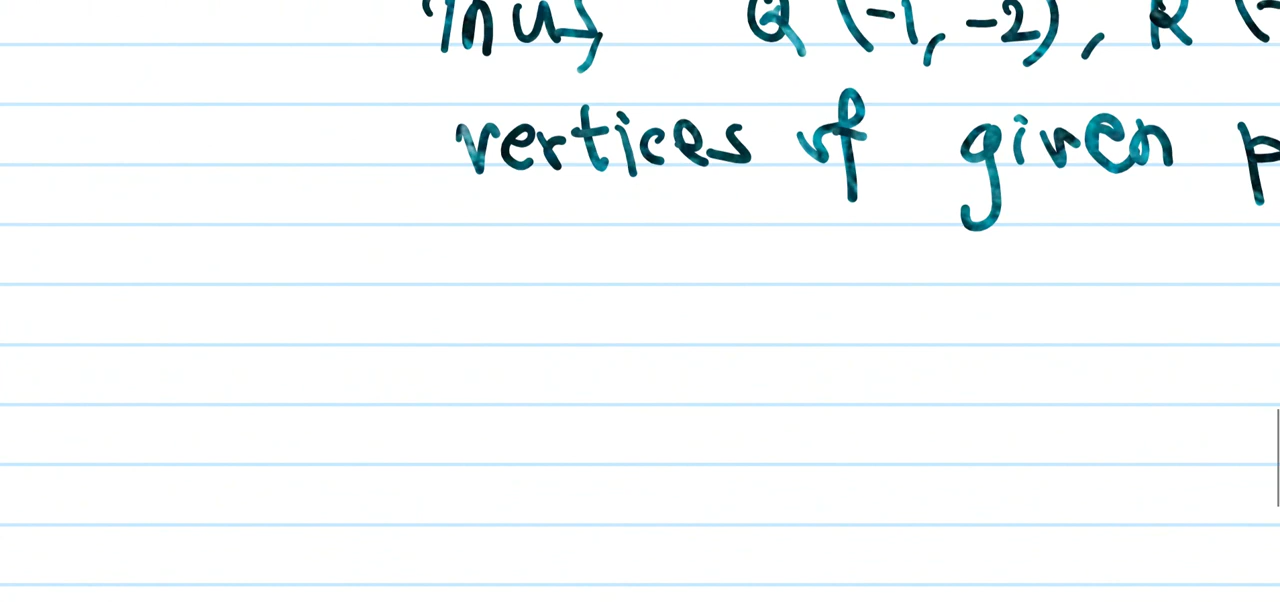 Thus, Q (-1, -2), R (-
vertices of given p